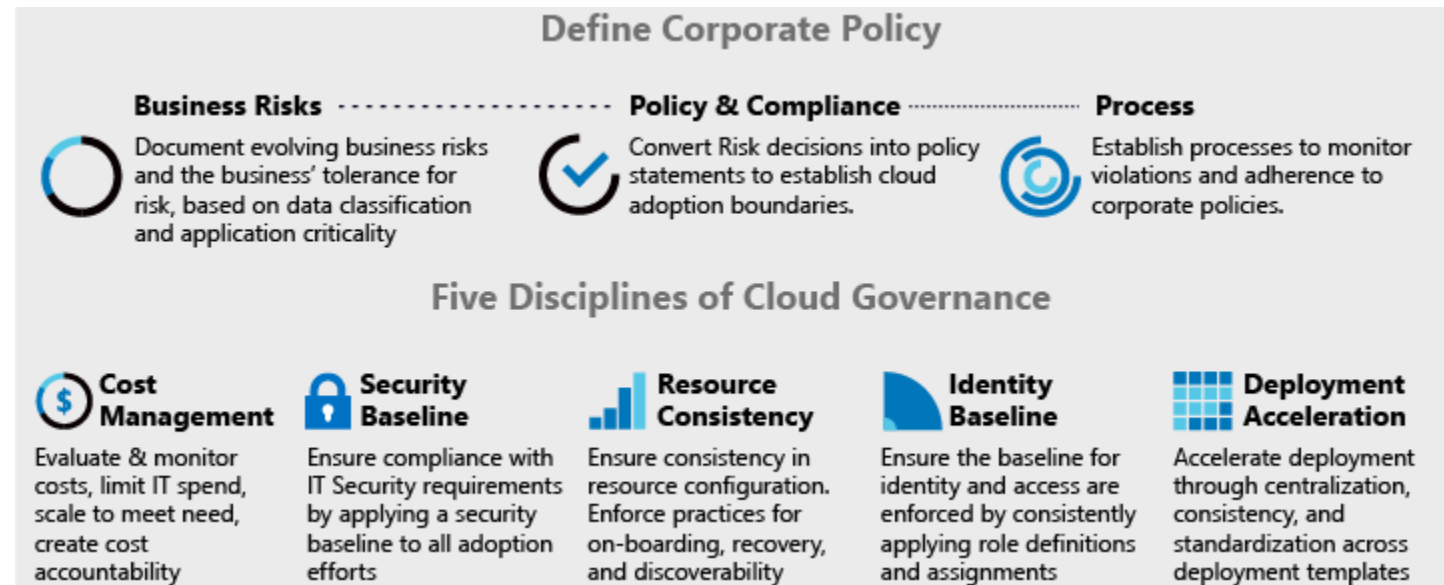 Define Corporate Policy
Business Risks
Document evolving business risks
and the business’ tolerance for
risk, based on data classification
and application criticality
Policy & Compliance
Convert Risk decisions into policy
statements to establish cloud
adoption boundaries.
Process
Establish processes to monitor
violations and adherence to
corporate policies.
Five Disciplines of Cloud Governance
$
Cost
Management
Evaluate & monitor
costs, limit IT spend,
scale to meet need,
create cost
accountability
Security
Baseline
Ensure compliance with
IT Security requirements
by applying a security
baseline to all adoption
efforts
Resource
Consistency
Ensure consistency in
resource configuration.
Enforce practices for
on-boarding, recovery,
and discoverability
Identity
Baseline
Ensure the baseline for
identity and access are
enforced by consistently
applying role definitions
and assignments
Deployment
Acceleration
Accelerate deployment
through centralization,
consistency, and
standardization across
deployment templates